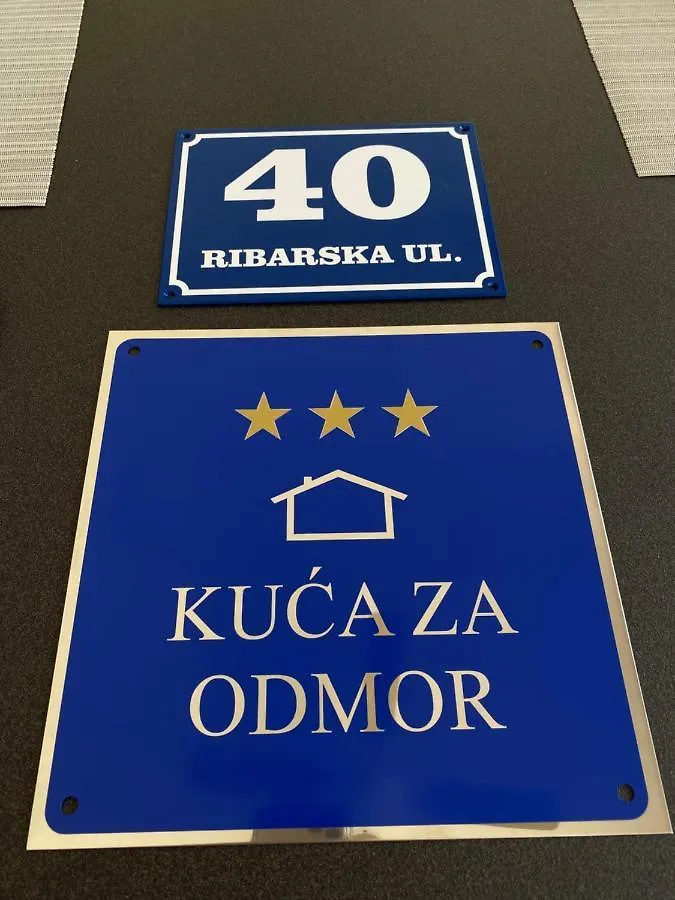 40
RIBARSKA UL.
KUĆA ZA
ODMOR